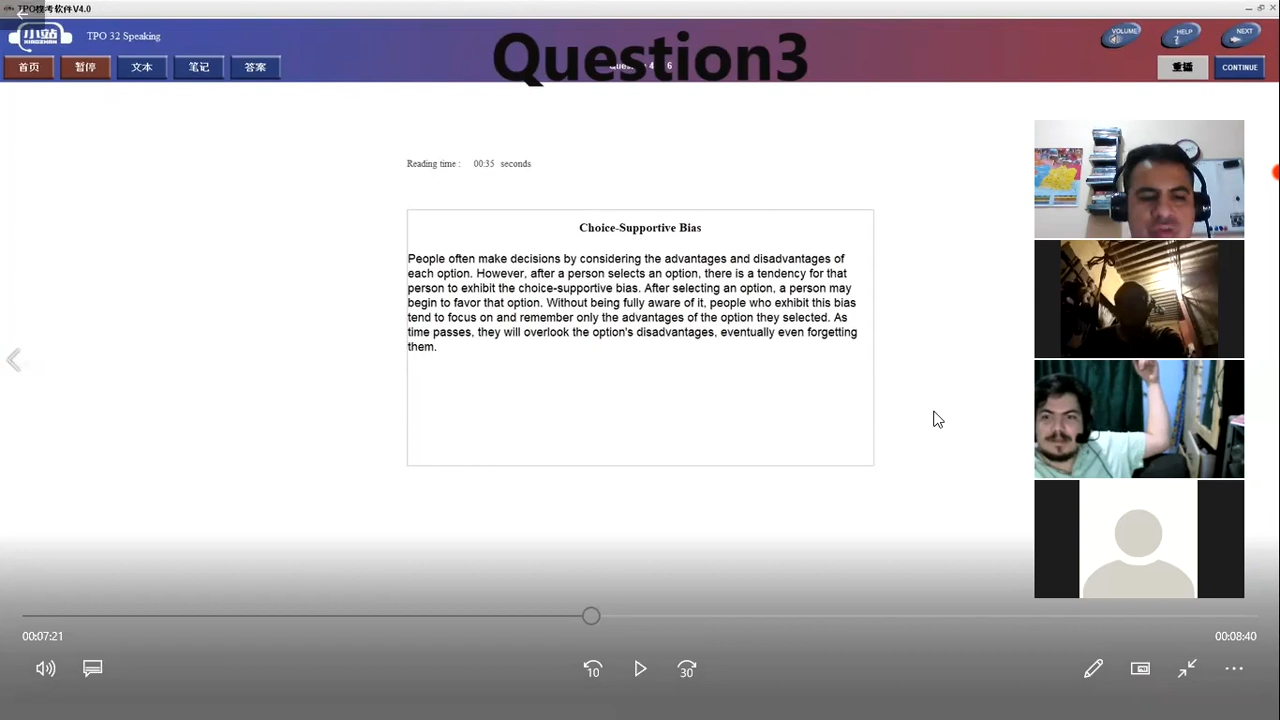 TPO模考软件V4.0
小站
XIAOZHAN
TPO 32 Speaking
Question3
VOLUME
HELP
?
NEXT
首页
暂停
文本
笔记
答案
重播
CONTINUE
Reading time : 00:35 seconds
Choice-Supportive Bias
People often make decisions by considering the advantages and disadvantages of
each option. However, after a person selects an option, there is a tendency for that
person to exhibit the choice-supportive bias. After selecting an option, a person may
begin to favor that option. Without being fully aware of it, people who exhibit this bias
tend to focus on and remember only the advantages of the option they selected. As
time passes, they will overlook the option's disadvantages, eventually even forgetting
them.
00:07:21
00:08:40
10
30